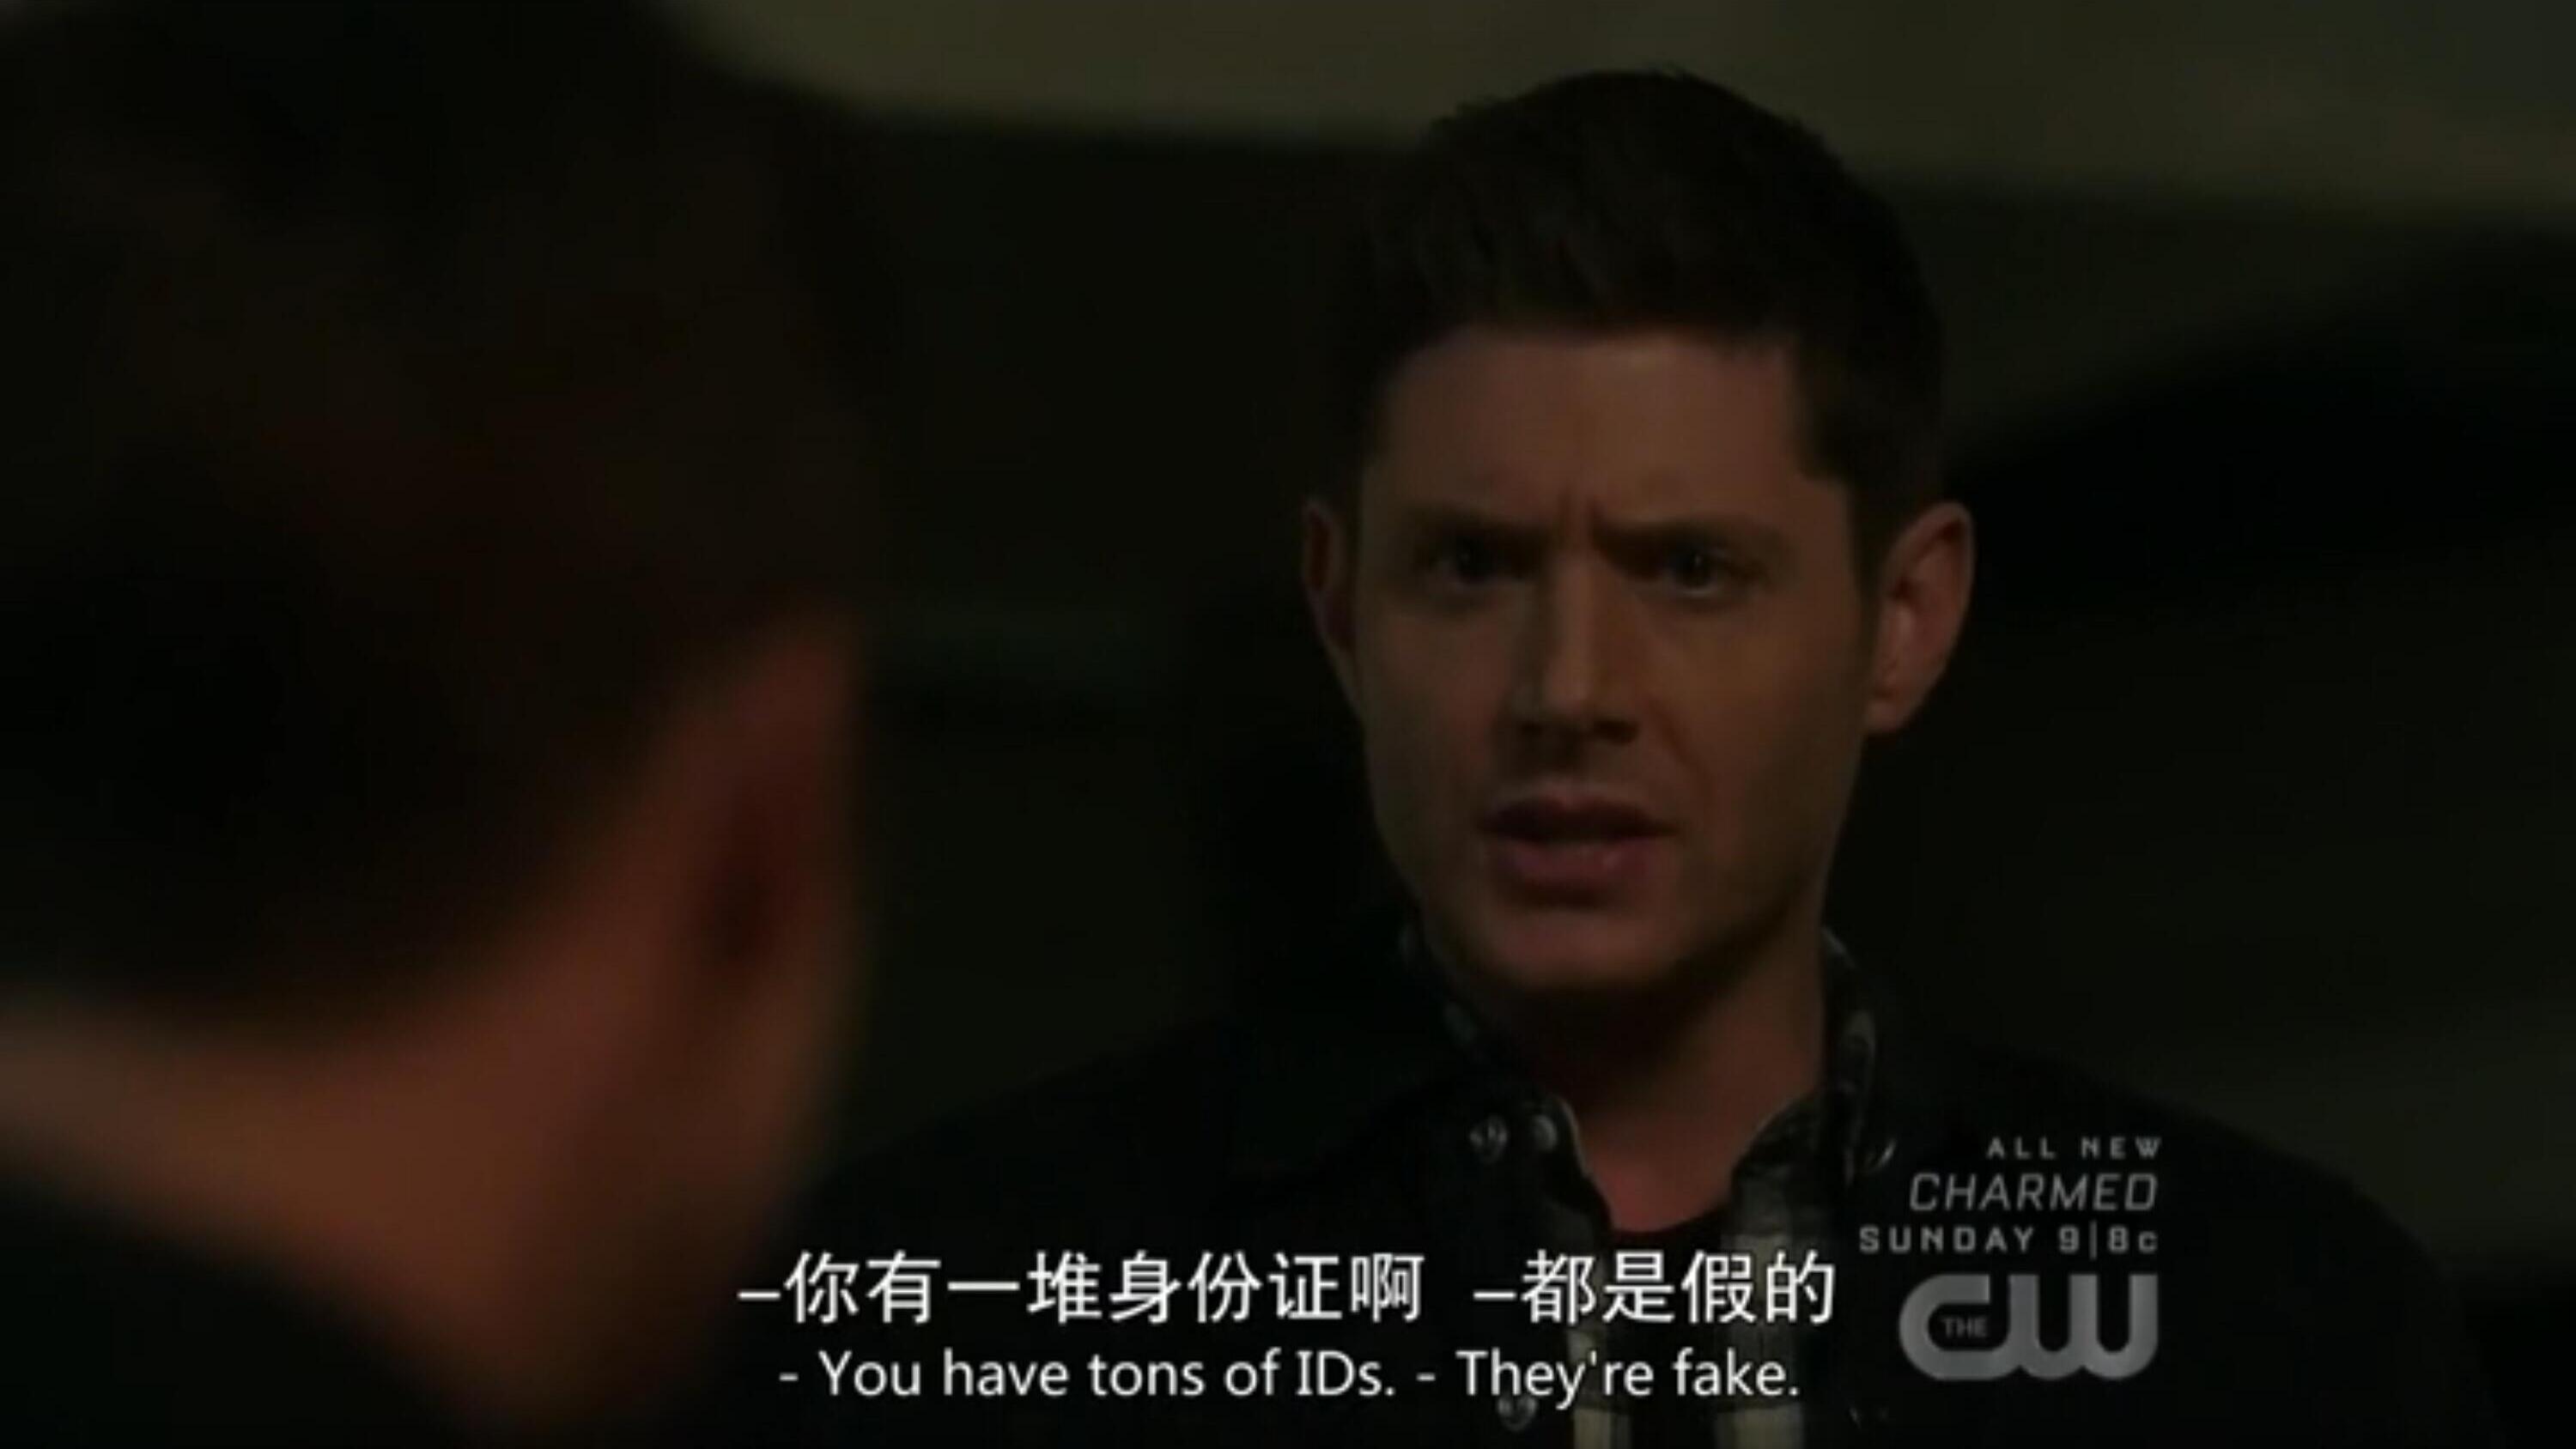 ALL NEW
CHARMED
SUNDAY 9|8c
THE CW
–你有一堆身份证啊 –都是假的
- You have tons of IDs. - They're fake.